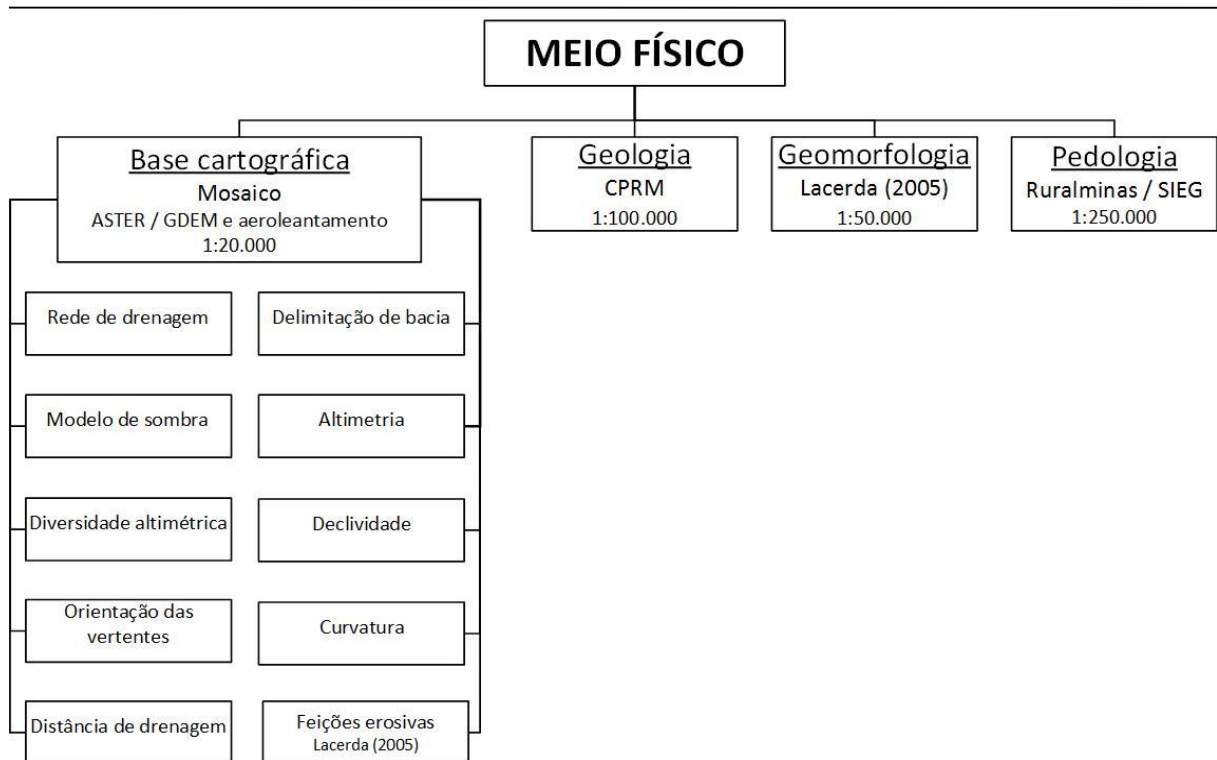 MEIO FÍSICO
Base cartográfica
Mosaico
ASTER / GDEM e aeroleantamento
1:20.000
Geologia
CPRM
1:100.000
Geomorfologia
Lacerda (2005)
1:50.000
Pedologia
Ruralminas / SIEG
1:250.000
Rede de drenagem
Delimitação de bacia
Modelo de sombra
Altimetria
Diversidade altimétrica
Declividade
Orientação das
vertentes
Curvatura
Distância de drenagem
Feições erosivas
Lacerda (2005)